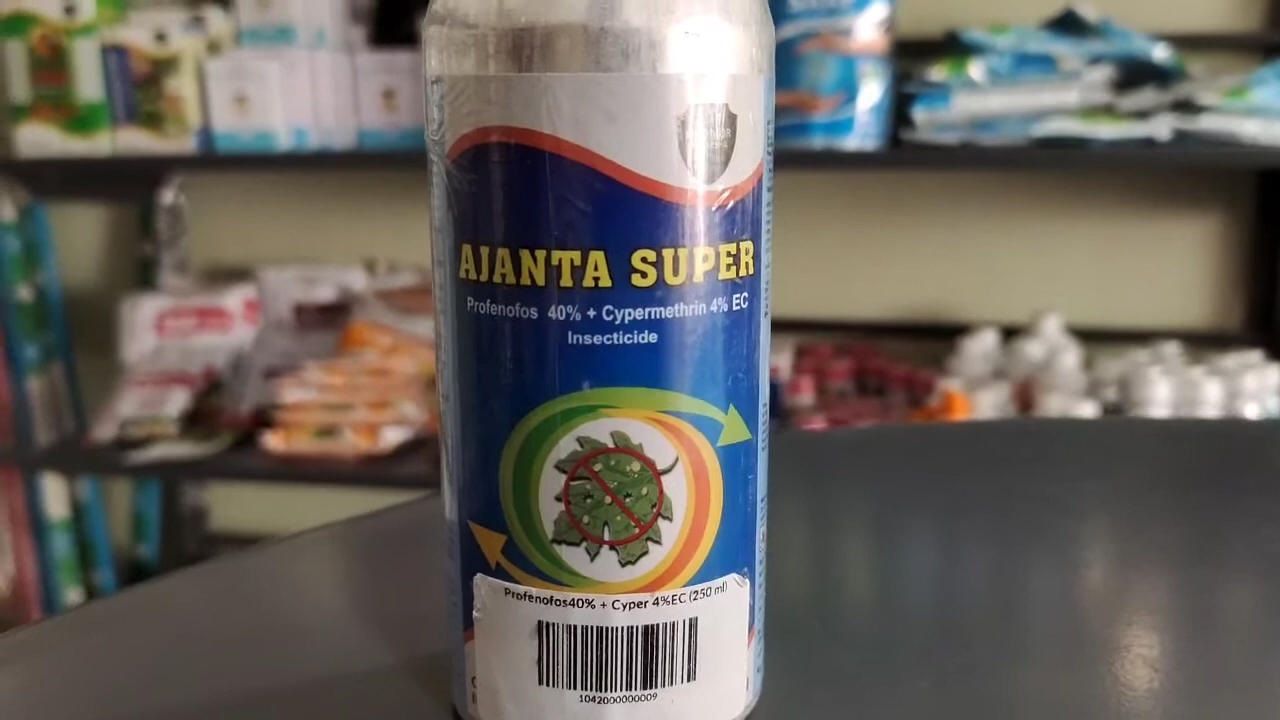 AJANTA SUPER
Profenofos 40% + Cypermethrin 4% EC
Insecticide
Profenofos40% + Cyper 4%EC (250 ml)
1042000000009